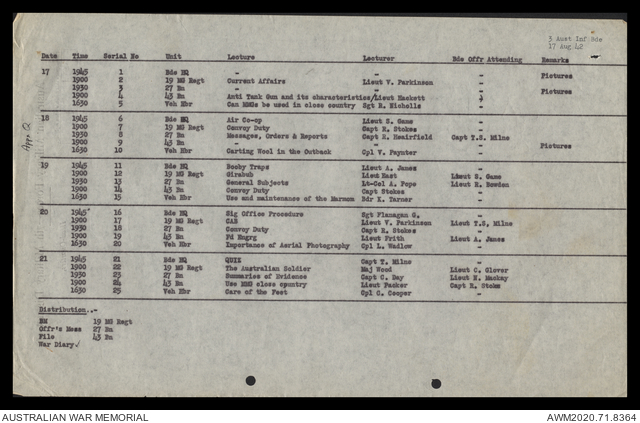 3 Aust Inf Bde
17 Aug 42
Date Time Serial No Unit Lecture Lecturer Bde Offr Attending Remarks
17 1945 1 Bde HQ - - - Pictures
1900 2 19 MG Regt Current Affairs Lieut V. Parkinson -
1930 3 27 Bn - - - Pictures
1900 4 43 Bn Anti Tank Gun and its characteristics/Lieut Hackett
1630 5 Veh Hbr Can MMGs be used in close country Sgt R. Nicholls -
App. Q
18 1945 6 Bde HQ Air Co-op Lieut S. Game -
1900 7 19 MG Regt Convoy Duty Capt R. Stokes -
1930 8 27 Bn Messages, Orders & Reports Capt R. Heairfield Capt T.S. Milne
1900 9 43 Bn - - - Pictures
1630 10 Veh Hbr Carting Wool in the Outback Cpl V. Paynter -
19 1945 11 Bde HQ Booby Traps Lieut A. James -
1900 12 19 MG Regt Girabub Lieut East Lieut S. Game
1930 13 27 Bn General Subjects Lt-Col A. Pope Lieut R. Bowden
1900 14 43 Bn Convoy Duty Capt Stokes -
1630 15 Veh Hbr Use and maintenance of the Marmon Bdr K. Tarner -
20 1945 16 Bde HQ Sig Office Procedure Sgt Flanagan G. -
1900 17 19 MG Regt CAB Lieut V. Parkinson Lieut T.S. Milne
1930 18 27 Bn Convoy Duty Capt R. Stokes -
1900 19 43 Bn Fd Engrg Lieut Frith Lieut A. James
1630 20 Veh Hbr Importance of Aerial Photography Cpl L. Wadlow -
21 1945 21 Bde HQ QUIZ Capt T. Milne -
1900 22 19 MG Regt The Australian Soldier Maj Wood Lieut C. Glover
1930 23 27 Bn Summaries of Evidence Capt C. Day Lieut N. Mackay
1900 24 43 Bn Use MMG close country Lieut Packer Capt R. Stokes
1630 25 Veh Hbr Care of the Feet Cpl G. Cooper -
Distribution..-
BM 19 MG Regt
Offr's Mess 27 Bn
File 43 Bn
War Diary✓
AUSTRALIAN WAR MEMORIAL
AWM2020.71.8364